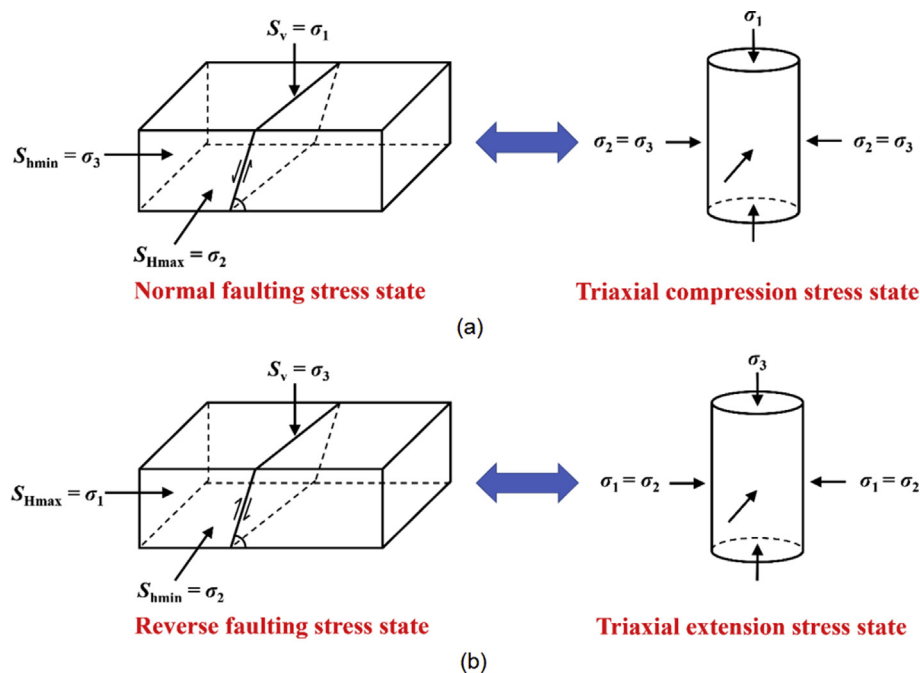 Sv = σ1
σ1
Shmin = σ3
σ2 = σ3
σ2 = σ3
SHmax = σ2
Normal faulting stress state
Triaxial compression stress state
(a)
Sv = σ3
σ3
SHmax = σ1
σ1 = σ2
σ1 = σ2
Shmin = σ2
Reverse faulting stress state
Triaxial extension stress state
(b)